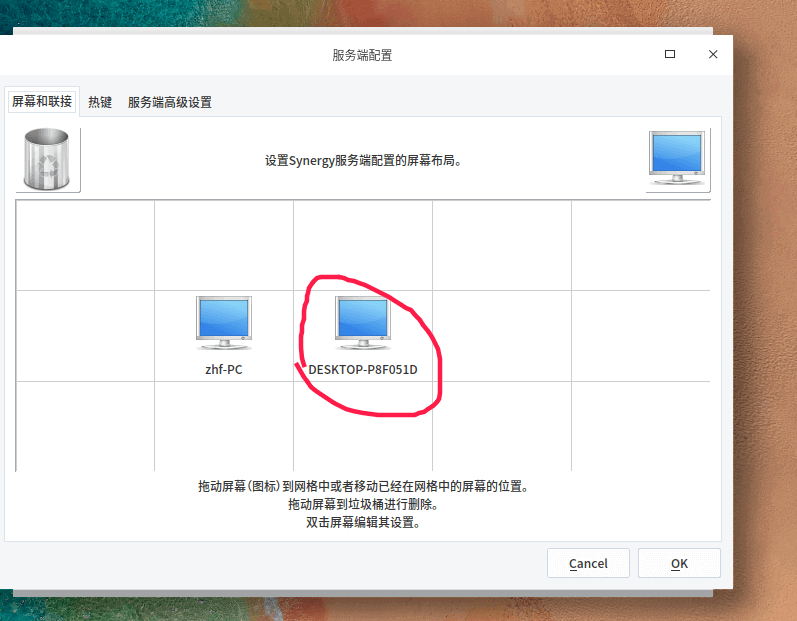 服务端配置
屏幕和联接 热键 服务端高级设置
设置Synergy服务端配置的屏幕布局。
zhf-PC DESKTOP-P8F051D
拖动屏幕(图标)到网格中或者移动已经在网格中的屏幕的位置。
拖动屏幕到垃圾桶进行删除。
双击屏幕编辑其设置。
Cancel OK